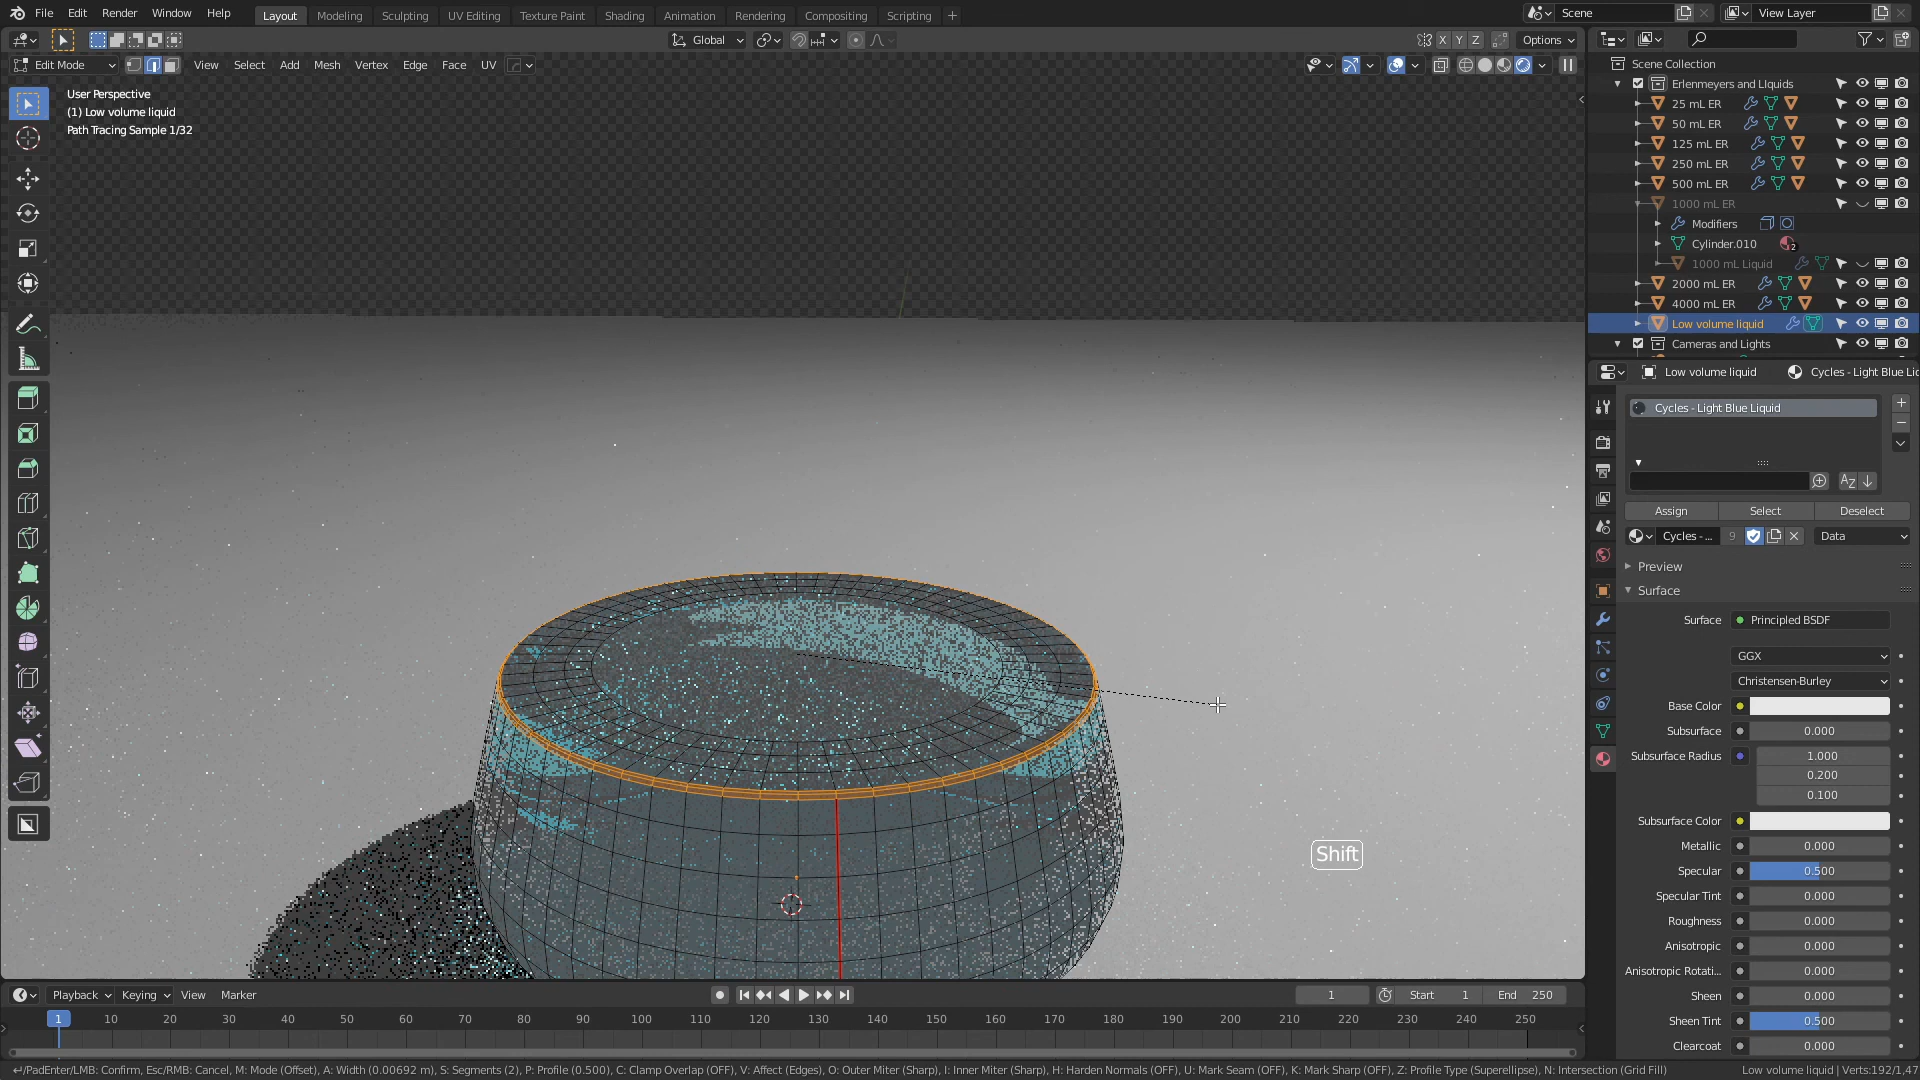 File Edit Render Window Help Layout Modeling Sculpting UV Editing Texture Paint Shading Animation Rendering Compositing Scripting + Scene View Layer
Global X Y Z Options
Edit Mode View Select Add Mesh Vertex Edge Face UV
User Perspective
(1) Low volume liquid
Path Tracing Sample 1/32
Scene Collection
Erlenmeyers and LIquids
25 mL ER
50 mL ER
125 mL ER
250 mL ER
500 mL ER
1000 mL ER
Modifiers
Cylinder.010 2
1000 mL Liquid
2000 mL ER
4000 mL ER
Low volume liquid
Cameras and Lights
Low volume liquid Cycles - Light Blue Lic
Cycles - Light Blue Liquid
Assign Select Deselect
Cycles - ... 9 Data
Preview
Surface
Surface Principled BSDF
GGX
Christensen-Burley
Base Color
Subsurface 0.000
Subsurface Radius 1.000
0.200
0.100
Subsurface Color
Metallic 0.000
Specular 0.500
Specular Tint 0.000
Roughness 0.000
Anisotropic 0.000
Anisotropic Rotati... 0.000
Sheen 0.000
Sheen Tint 0.500
Clearcoat 0.000
Shift
Playback Keying View Marker 1 Start 1 End 250
1 10 20 30 40 50 60 70 80 90 100 110 120 130 140 150 160 170 180 190 200 210 220 230 240 250
↵/PadEnter/LMB: Confirm, Esc/RMB: Cancel, M: Mode (Offset), A: Width (0.00692 m), S: Segments (2), P: Profile (0.500), C: Clamp Overlap (OFF), V: Affect (Edges), O: Outer Miter (Sharp), I: Inner Miter (Sharp), H: Harden Normals (OFF), U: Mark Seam (OFF), K: Mark Sharp (OFF), Z: Profile Type (Superellipse), N: Intersection (Grid Fill) Low volume liquid | Verts:192/1,47